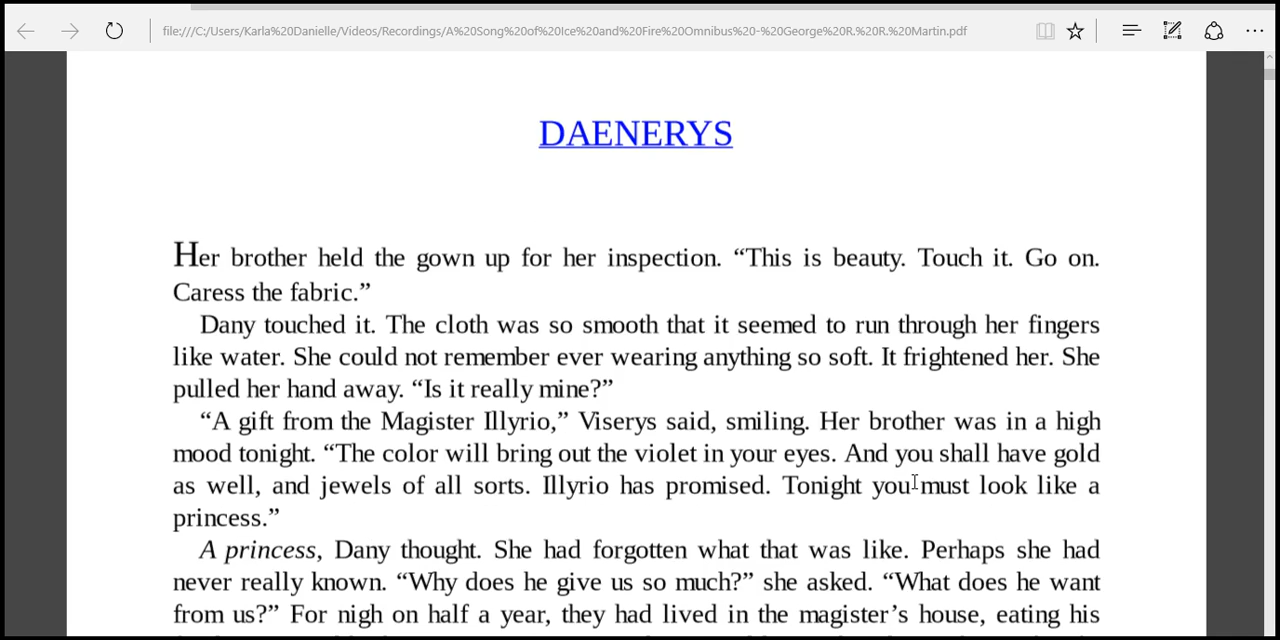 file:///C:/Users/Karla%20Danielle/Videos/Recordings/A%20Song%20of%20Ice%20and%20Fire%20Omnibus%20-%20George%20R.%20R.%20Martin.pdf
DAENERYS
Her brother held the gown up for her inspection. “This is beauty. Touch it. Go on.
Caress the fabric.”
Dany touched it. The cloth was so smooth that it seemed to run through her fingers
like water. She could not remember ever wearing anything so soft. It frightened her. She
pulled her hand away. “Is it really mine?”
“A gift from the Magister Illyrio,” Viserys said, smiling. Her brother was in a high
mood tonight. “The color will bring out the violet in your eyes. And you shall have gold
as well, and jewels of all sorts. Illyrio has promised. Tonight you must look like a
princess.”
A princess, Dany thought. She had forgotten what that was like. Perhaps she had
never really known. “Why does he give us so much?” she asked. “What does he want
from us?” For nigh on half a year, they had lived in the magister’s house, eating his